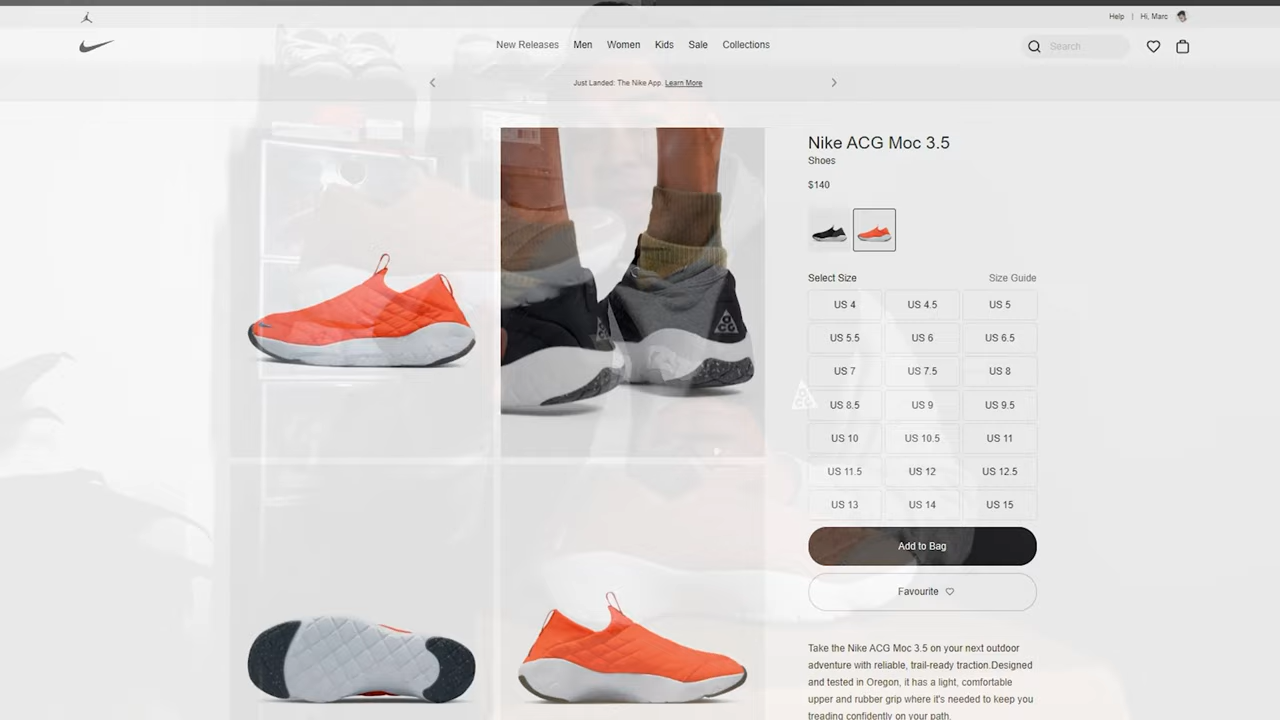 Help | Hi, Marc
New Releases Men Women Kids Sale Collections
Search
Just Landed: The Nike App. Learn More
Nike ACG Moc 3.5
Shoes
$140
Select Size Size Guide
US 4 US 4.5 US 5
US 5.5 US 6 US 6.5
US 7 US 7.5 US 8
US 8.5 US 9 US 9.5
US 10 US 10.5 US 11
US 11.5 US 12 US 12.5
US 13 US 14 US 15
Add to Bag
Favourite
Take the Nike ACG Moc 3.5 on your next outdoor
adventure with reliable, trail-ready traction.Designed
and tested in Oregon, it has a light, comfortable
upper and rubber grip where it's needed to keep you
treading confidently on your path.
ACG
ACG